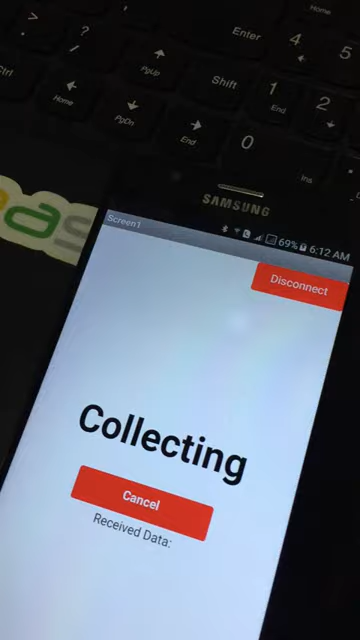 Home
>
.
?
/
Enter
4
5
Ctrl
PgUp
Shift
1
End
2
Home
PgDn
End
0
Ins
as
SAMSUNG
Screen1
69% 6:12 AM
Disconnect
Collecting
Cancel
Received Data: